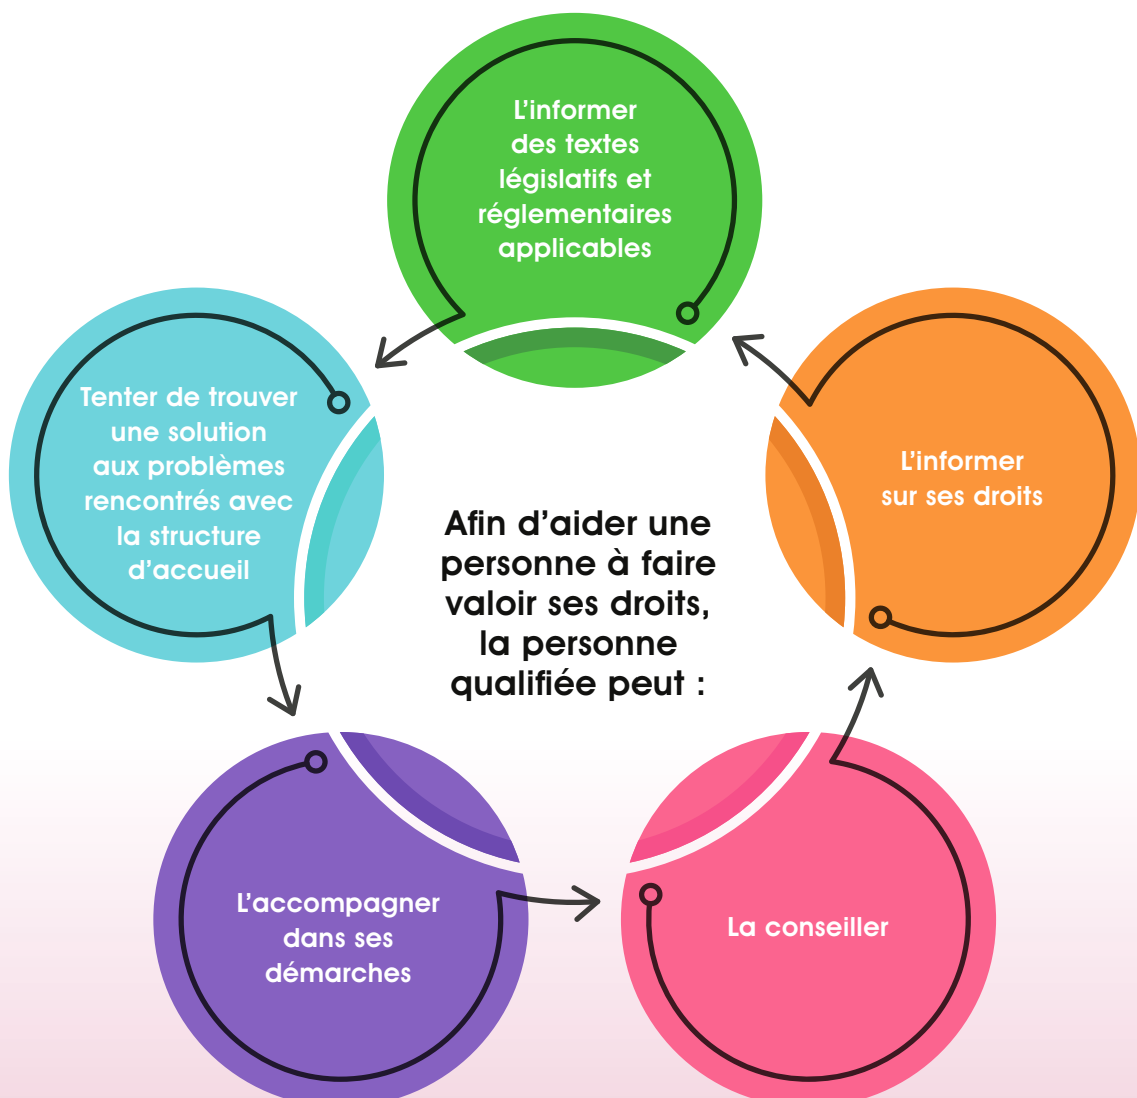 L'informer
des textes
législatifs et
réglementaires
applicables
Tenter de trouver
une solution
aux problèmes
rencontrés avec
la structure
d'accueil
L'informer
sur ses droits
Afin d'aider une
personne à faire
valoir ses droits,
la personne
qualifiée peut :
L'accompagner
dans ses
démarches
La conseiller